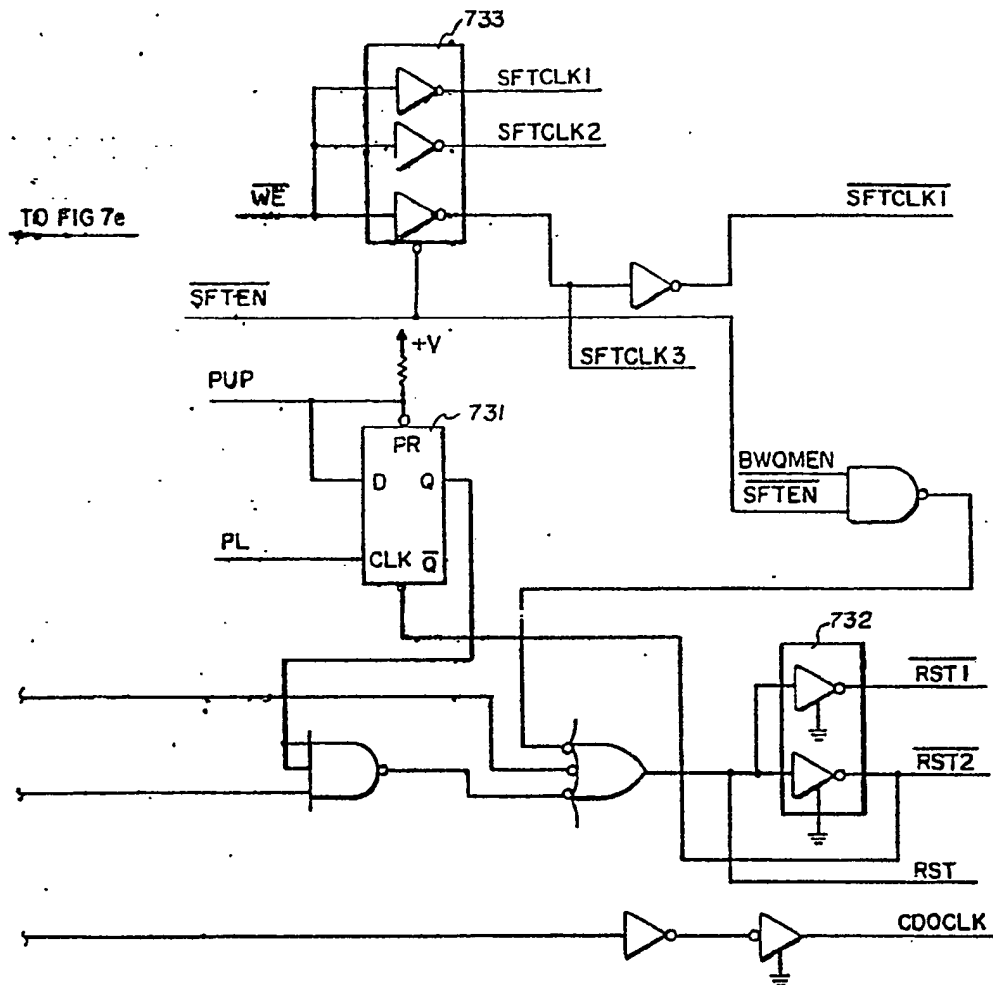 733
SFTCLK1
SFTCLK2
WE
SFTCLK1
TO FIG 7e
SFTEN
+V
SFTCLK3
PUP
731
PR
D Q
BWQMEN
SFTEN
PL
CLK Q
732
RST1
RST2
RST
CDOCLK